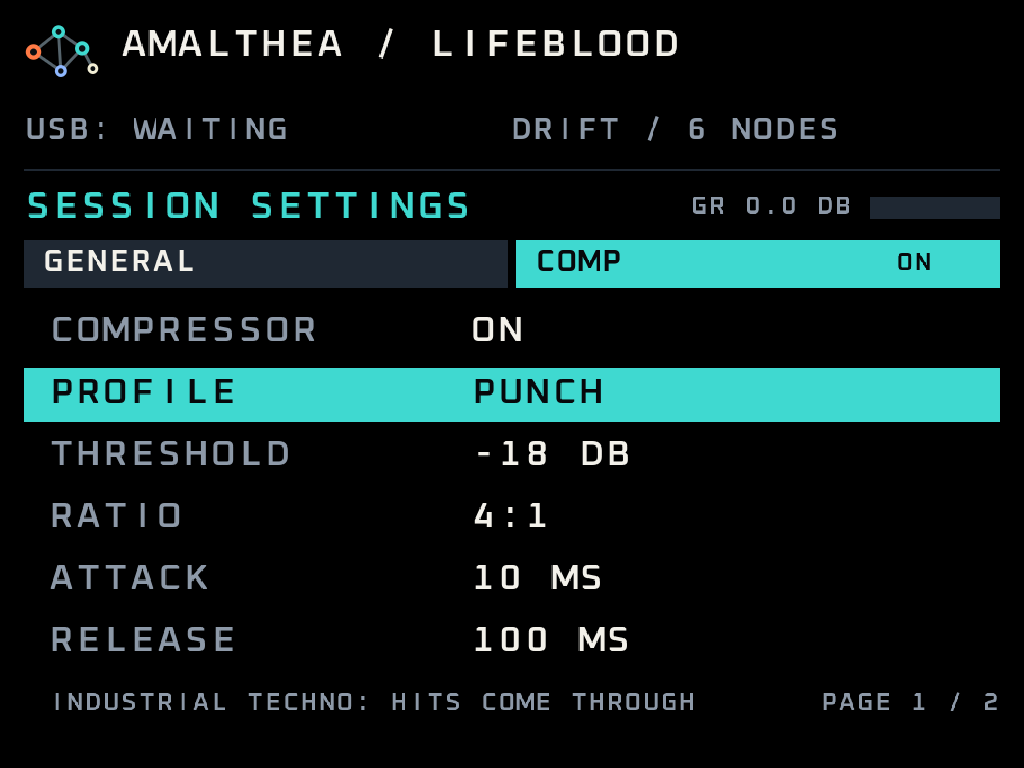 AMALTHEA / LIFEBLOOD
USB: WAITING DRIFT / 6 NODES
SESSION SETTINGS GR 0.0 DB
GENERAL COMP ON
COMPRESSOR ON
PROFILE PUNCH
THRESHOLD -18 DB
RATIO 4:1
ATTACK 10 MS
RELEASE 100 MS
INDUSTRIAL TECHNO: HITS COME THROUGH PAGE 1 / 2